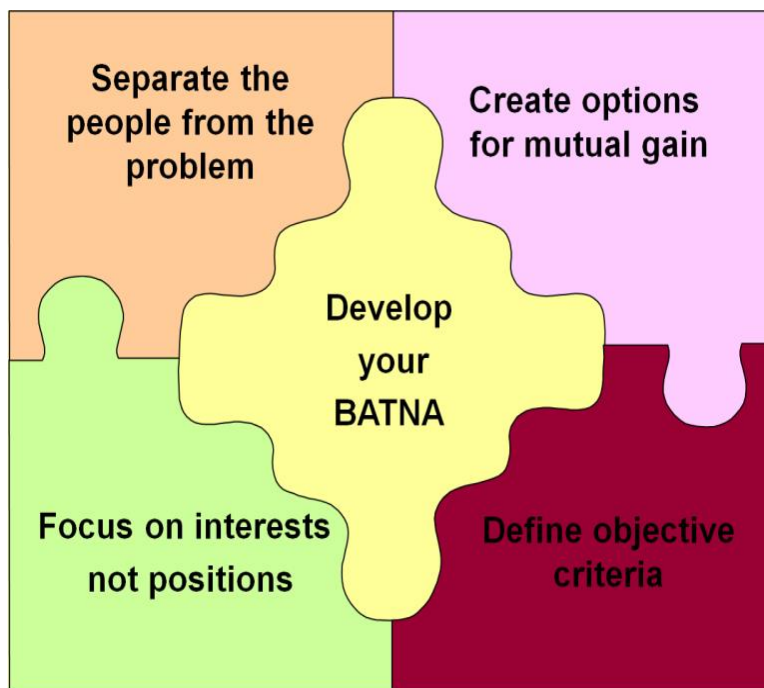 Separate the
people from the
problem
Create options
for mutual gain
Develop
your
BATNA
Focus on interests
not positions
Define objective
criteria